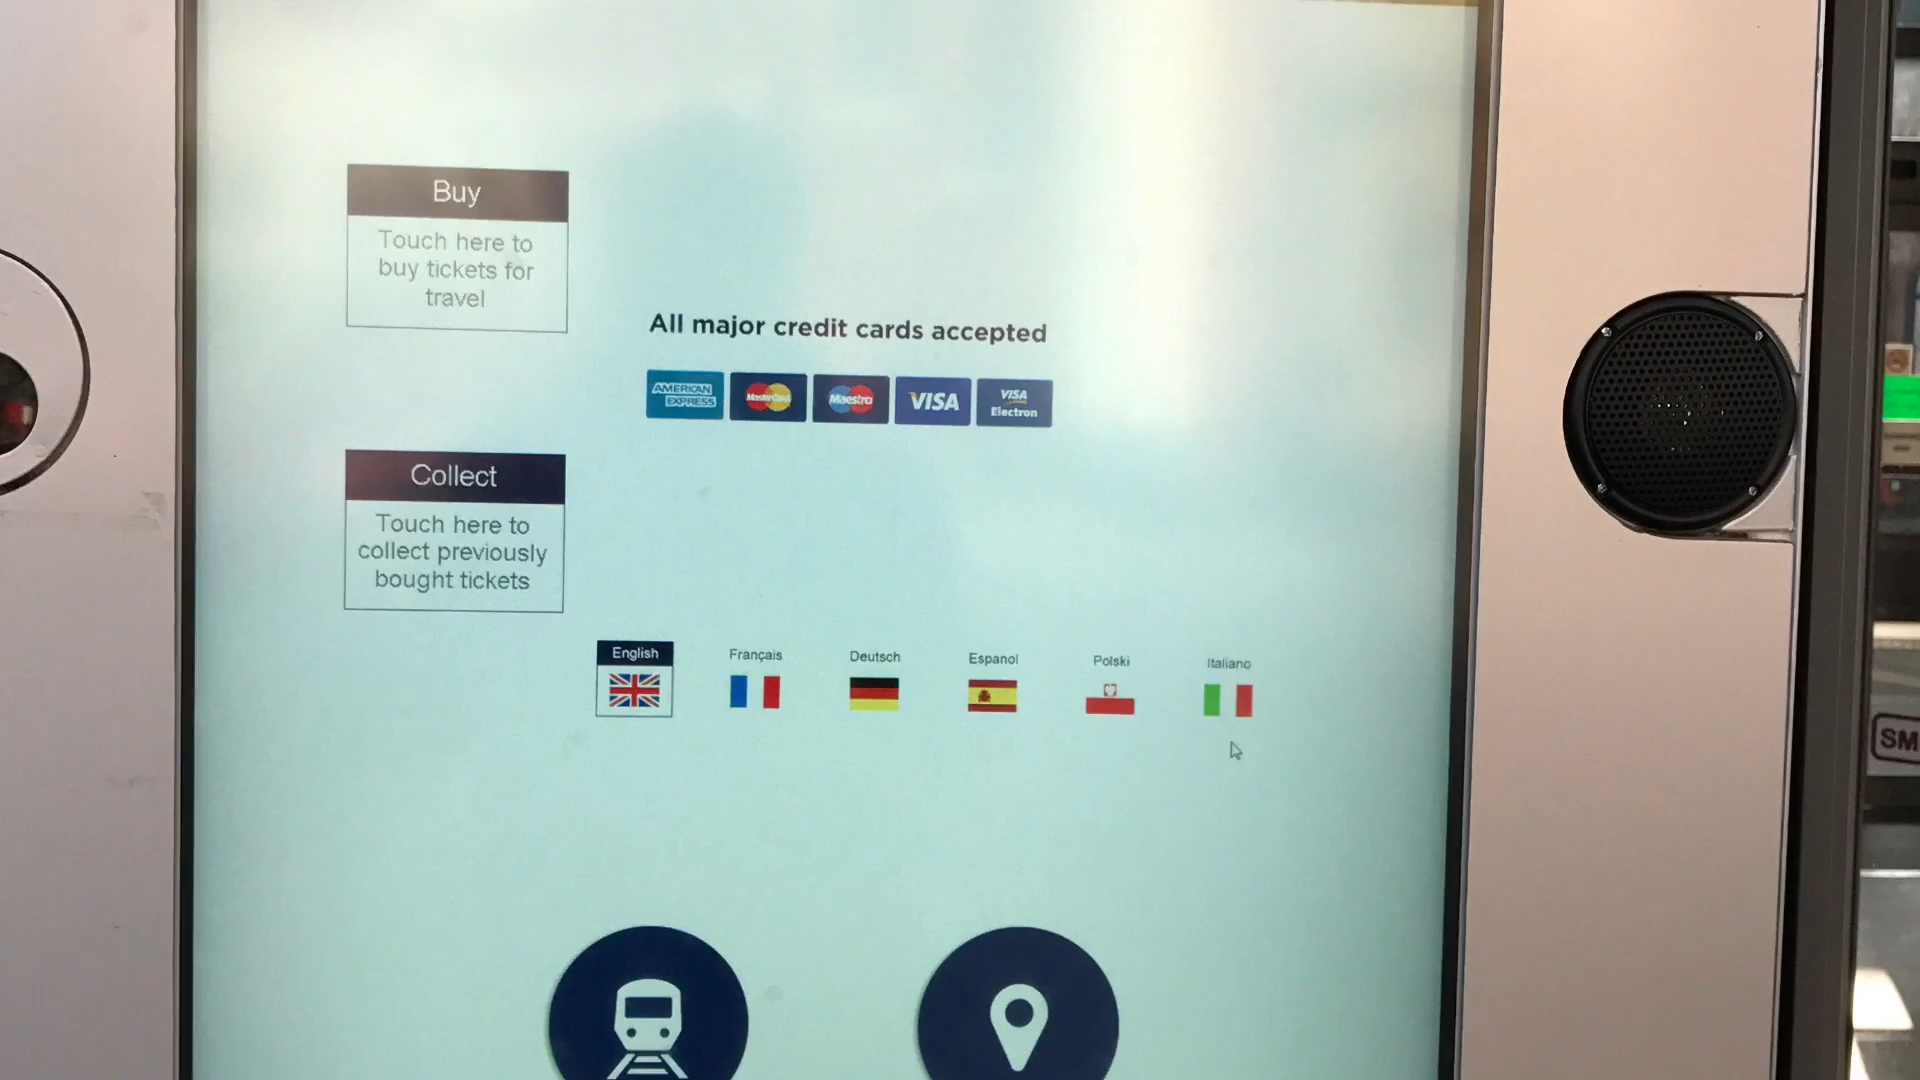 Buy
Touch here to
buy tickets for
travel
All major credit cards accepted
AMERICAN
EXPRESS
MasterCard
Maestro
VISA
VISA
Electron
Collect
Touch here to
collect previously
bought tickets
English
Français
Deutsch
Espanol
Polski
Italiano
SM